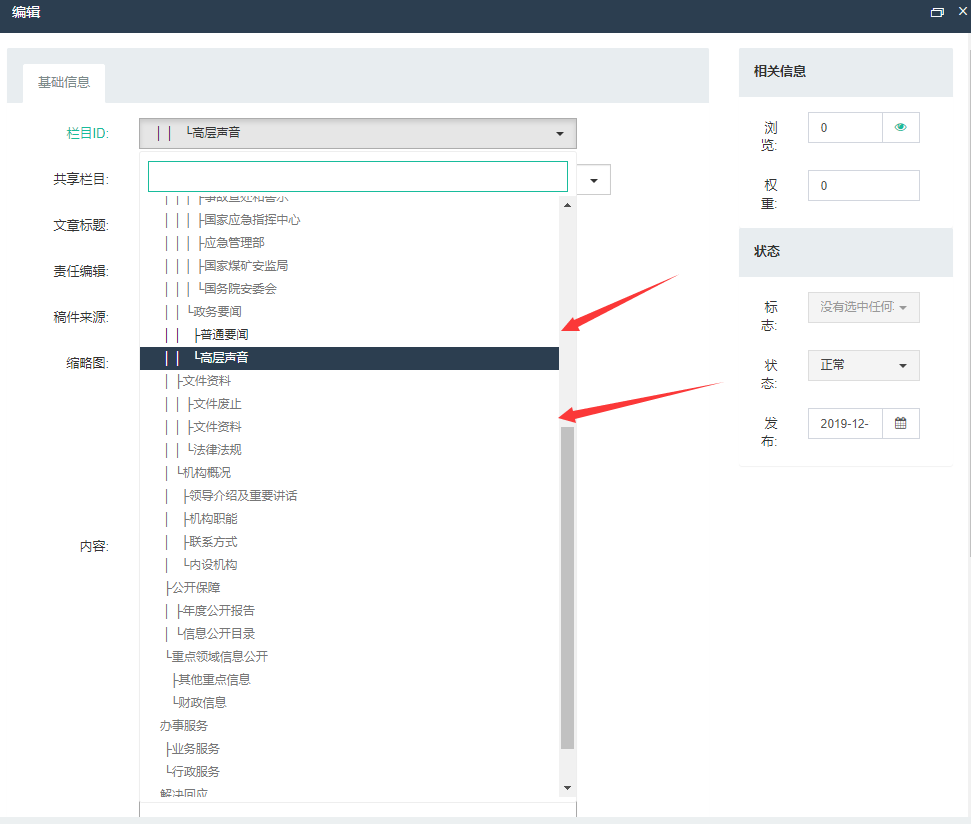 编辑
基础信息
栏目ID:
││ └高层声音
共享栏目:
文章标题:
责任编辑:
稿件来源:
缩略图:
内容:
│││├事故查处和警示
│││├国家应急指挥中心
│││├应急管理部
│││├国家煤矿安监局
│││└国务院安委会
││└政务要闻
││ ├普通要闻
││ └高层声音
│├文件资料
││├文件废止
││├文件资料
││└法律法规
│└机构概况
│ ├领导介绍及重要讲话
│ ├机构职能
│ ├联系方式
│ └内设机构
├公开保障
│├年度公开报告
│└信息公开目录
└重点领域信息公开
├其他重点信息
└财政信息
办事服务
├业务服务
└行政服务
解决回应
相关信息
浏览:
0
权重:
0
状态
标志:
没有选中任何
状态:
正常
发布:
2019-12-